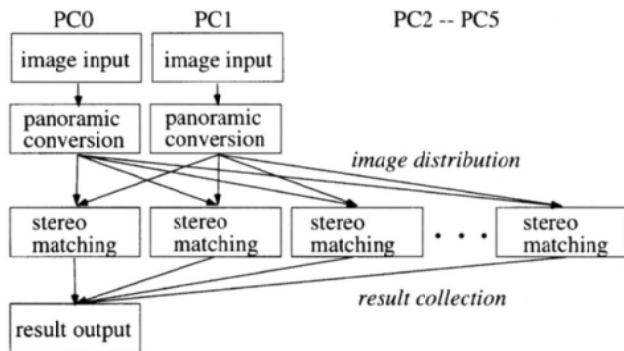 PC0 PC1 PC2 -- PC5
image input image input
panoramic panoramic
conversion conversion
image distribution
stereo stereo stereo stereo
matching matching matching • • • matching
result collection
result output